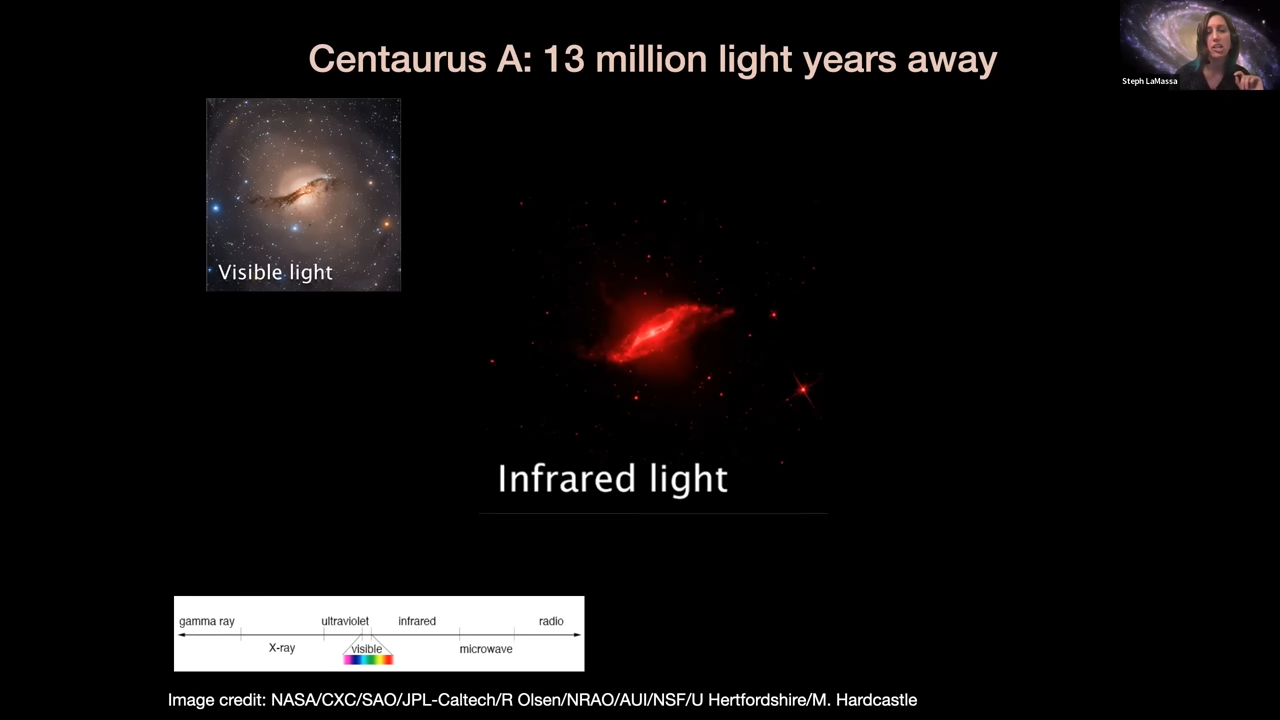 Centaurus A: 13 million light years away
Steph LaMassa
Visible light
Infrared light
gamma ray ultraviolet infrared radio
X-ray visible microwave
Image credit: NASA/CXC/SAO/JPL-Caltech/R Olsen/NRAO/AUI/NSF/U Hertfordshire/M. Hardcastle